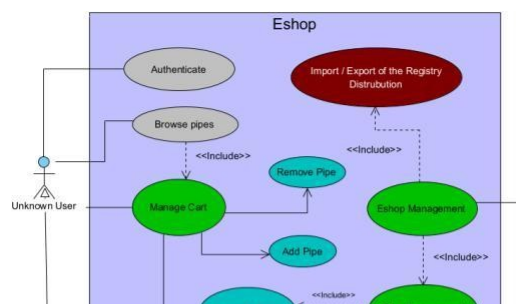 Eshop
Authenticate
Import / Export of the Registry
Distrubution
Browse pipes
<<Include>>
<<Include>>
Remove Pipe
Unknown User
Manage Cart
Eshop Management
Add Pipe
<<Include>>
<<Include>>